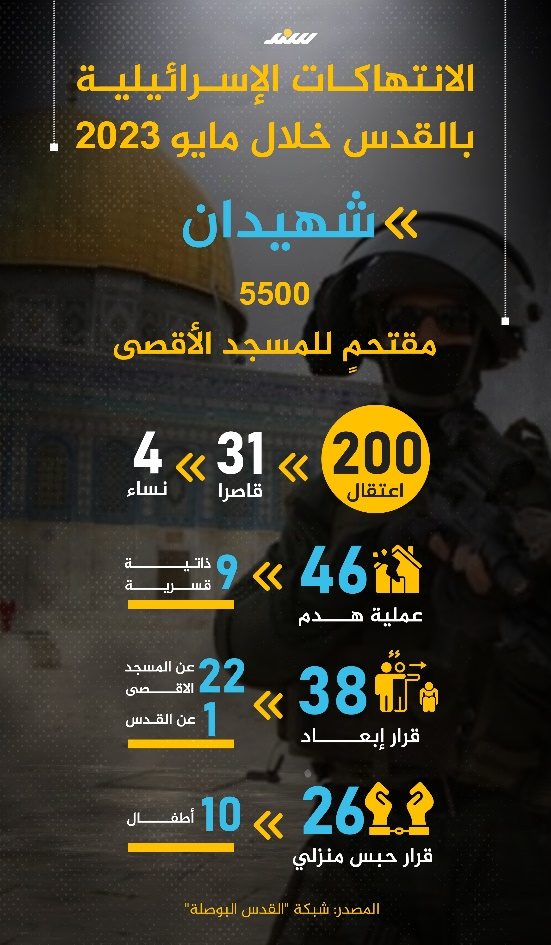 سند
الانتهاكات الإسرائيلية
بالقدس خلال مايو 2023
» شهيدان
5500
مقتحمٍ للمسجد الأقصى
200 » 31 » 4
اعتقال قاصرا نساء
46 » 9 ذاتية
قسرية
عملية هدم
38 » 22 عن المسجد
الاقصى
1 عن القدس
قرار إبعاد
26 » 10 أطفال
قرار حبس منزلي
المصدر: شبكة "القدس البوصلة"